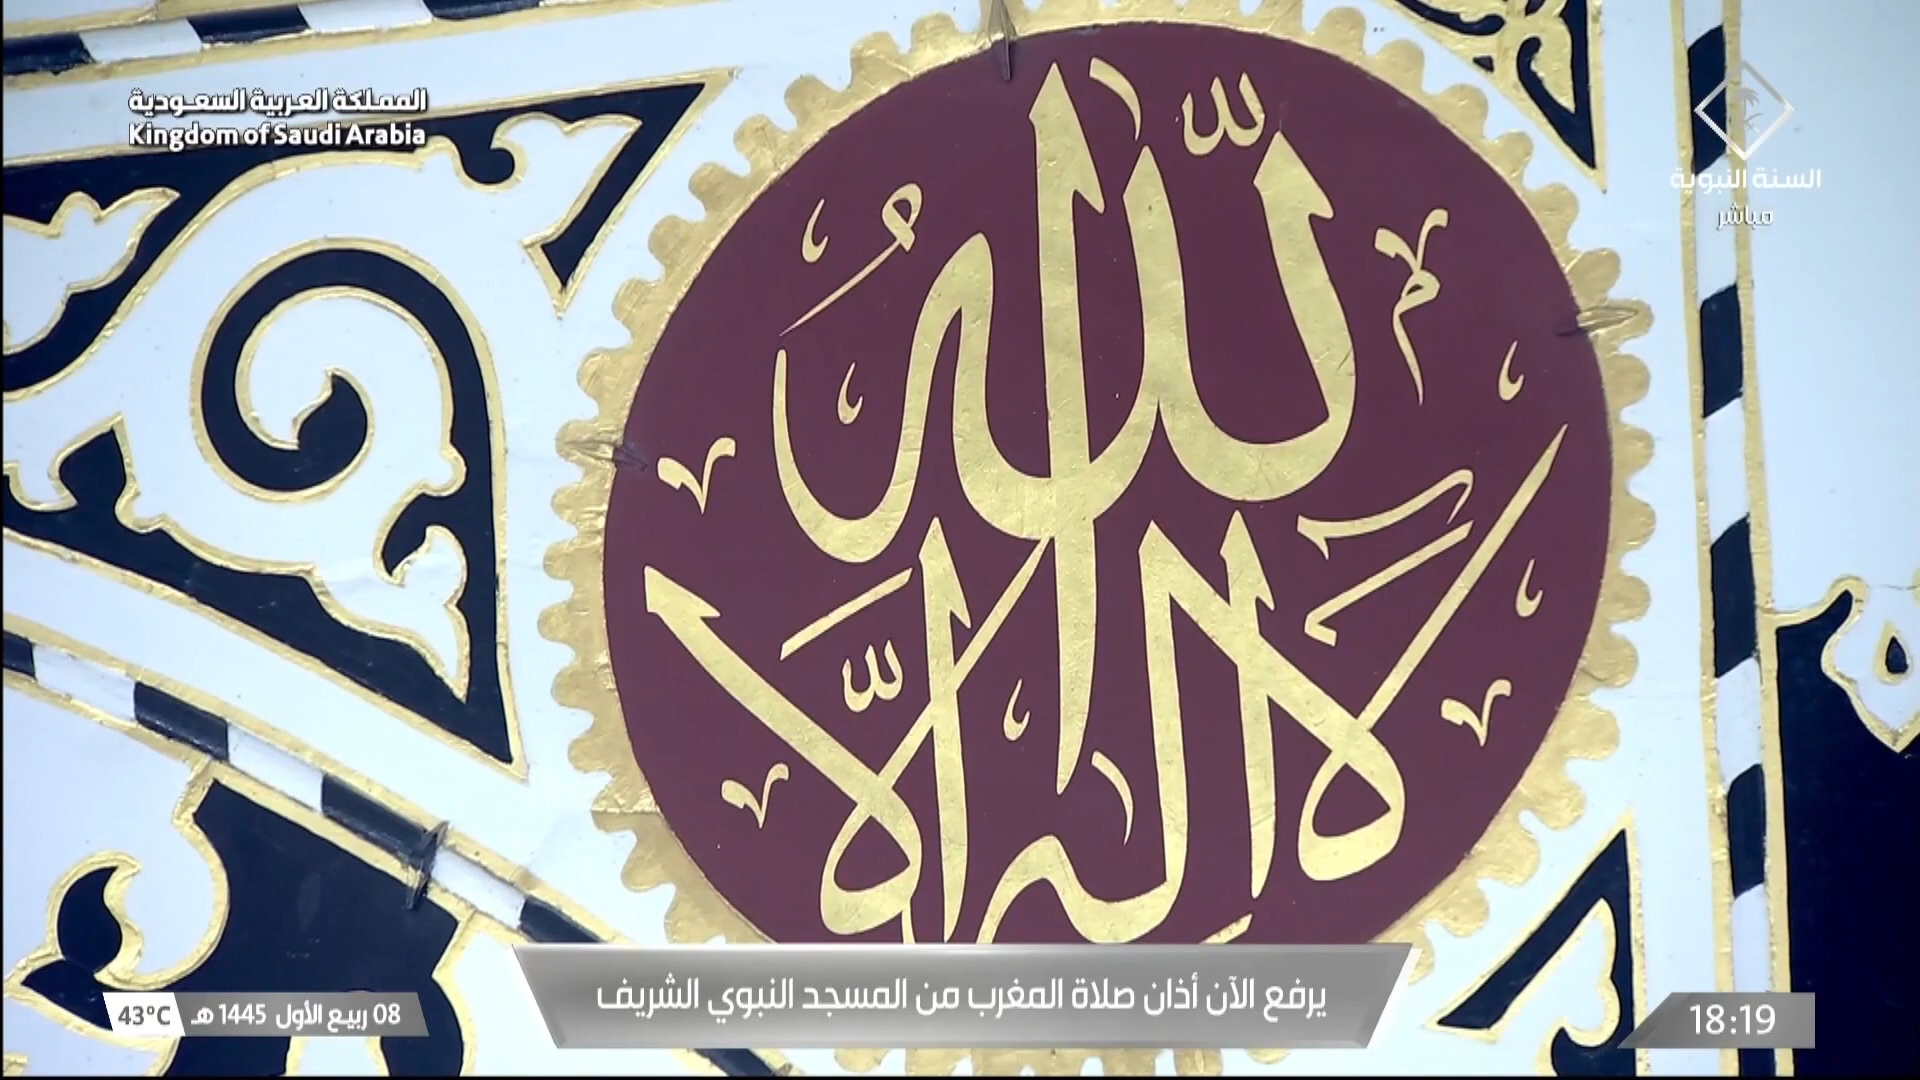 المملكة العربية السعودية
Kingdom of Saudi Arabia
السنة النبوية
مباشر
لا إله إلا الله
يرفع الآن أذان صلاة المغرب من المسجد النبوي الشريف
43°C
08 ربيع الأول 1445 هـ
18:19